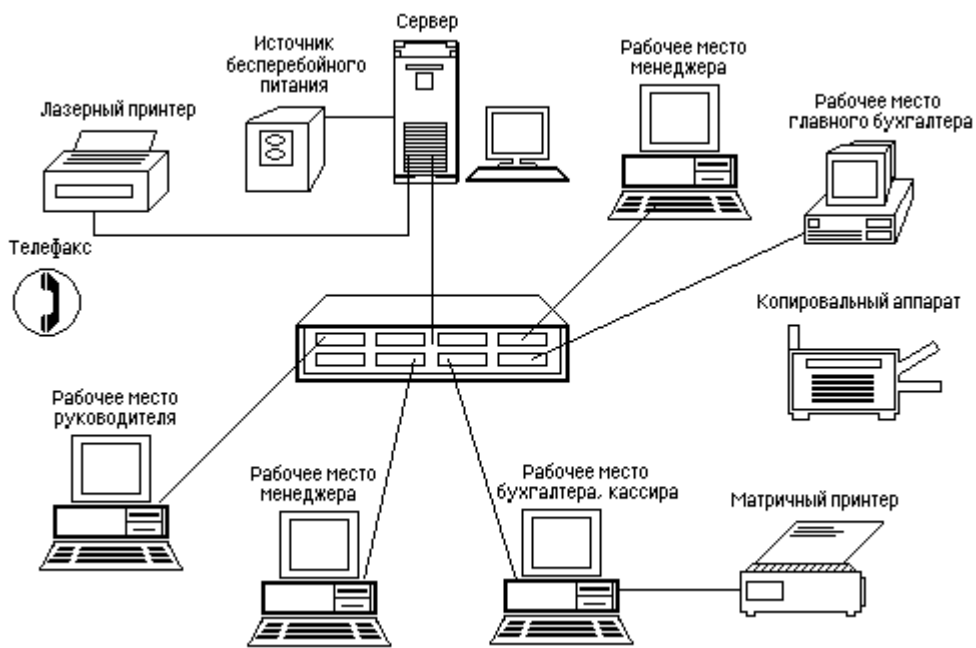 Сервер
Источник
бесперебойного
питания
Рабочее место
менеджера
Лазерный принтер
Рабочее место
главного бухгалтера
Телефакс
Копировальный аппарат
Рабочее место
руководителя
Рабочее место
менеджера
Рабочее место
бухгалтера, кассира
Матричный принтер